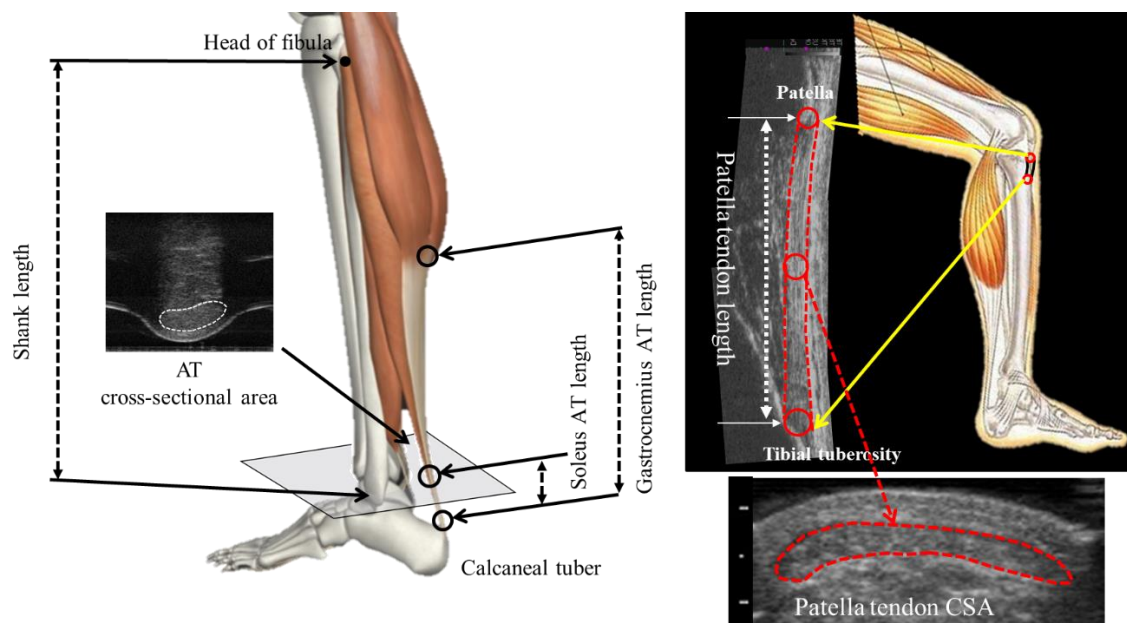 Head of fibula
Shank length
AT
cross-sectional area
Soleus AT length
Gastrocnemius AT length
Calcaneal tuber
Patella
Patella tendon length
Tibial tuberosity
Patella tendon CSA